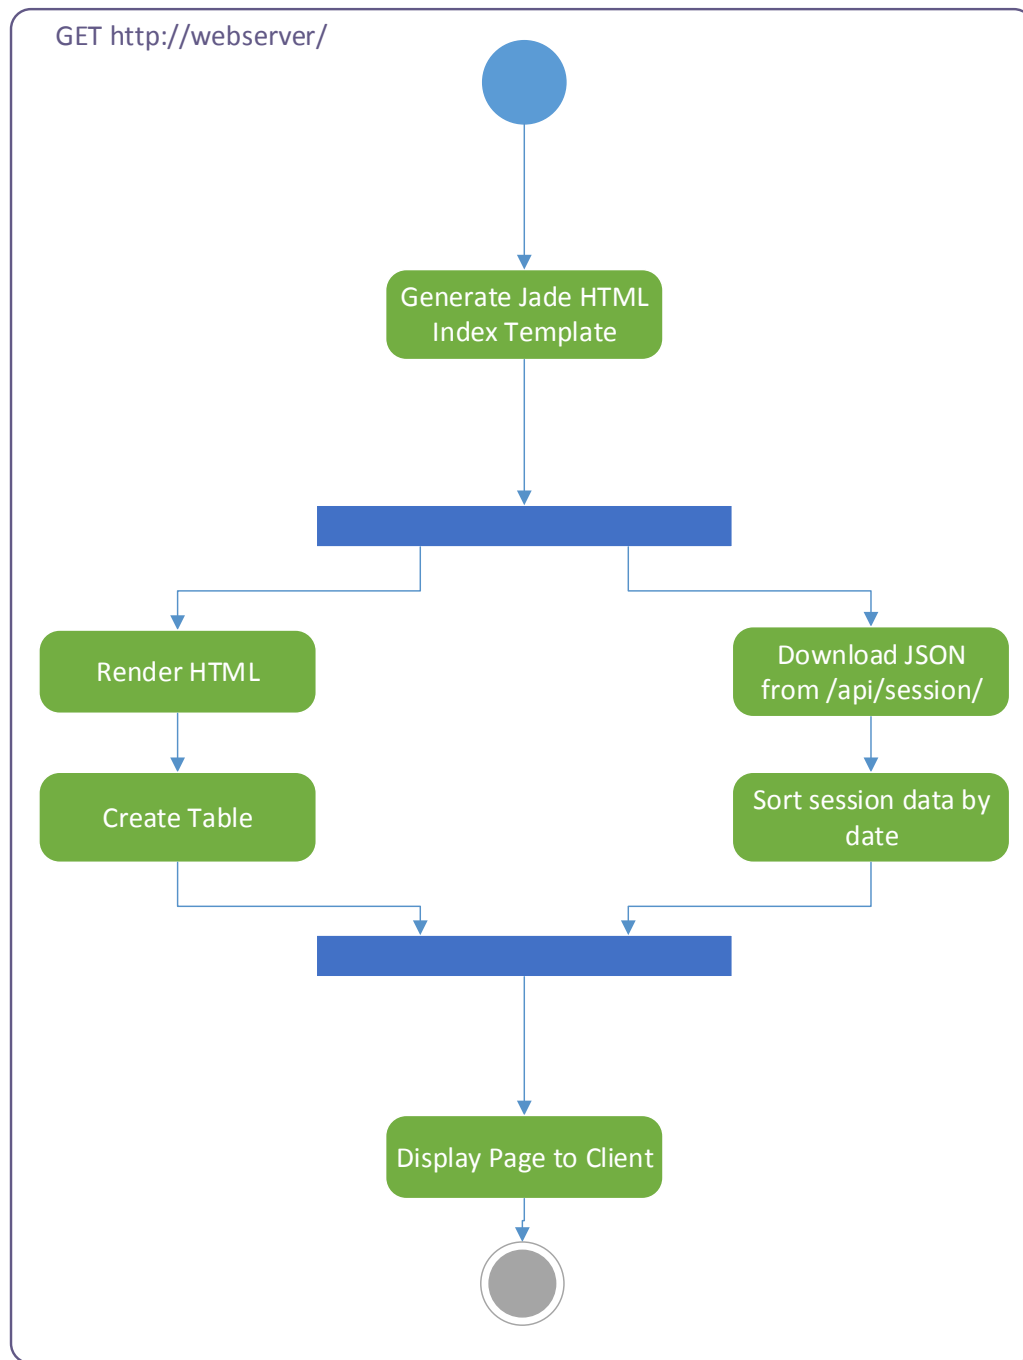 GET http://webserver/
Generate Jade HTML
Index Template
Render HTML
Download JSON
from /api/session/
Create Table
Sort session data by
date
Display Page to Client